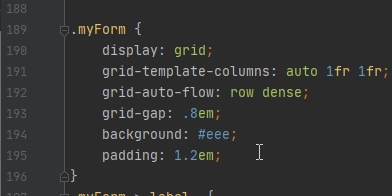 188
189 .myForm {
190 display: grid;
191 grid-template-columns: auto 1fr 1fr;
192 grid-auto-flow: row dense;
193 grid-gap: .8em;
194 background: #eee;
195 padding: 1.2em;
196 }
197 .myForm > label {